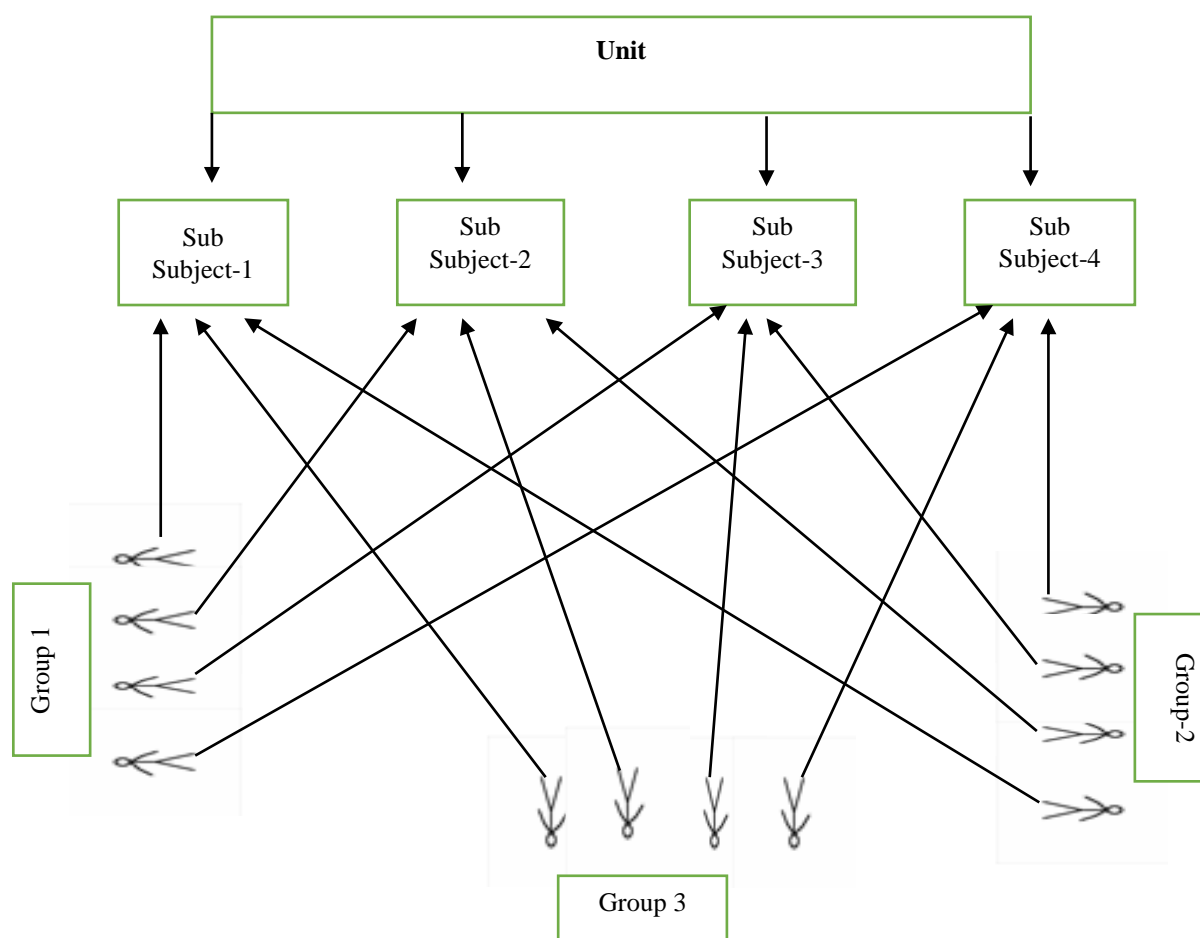 Unit
Sub
Subject-1
Sub
Subject-2
Sub
Subject-3
Sub
Subject-4
Group 1
Group-2
Group 3